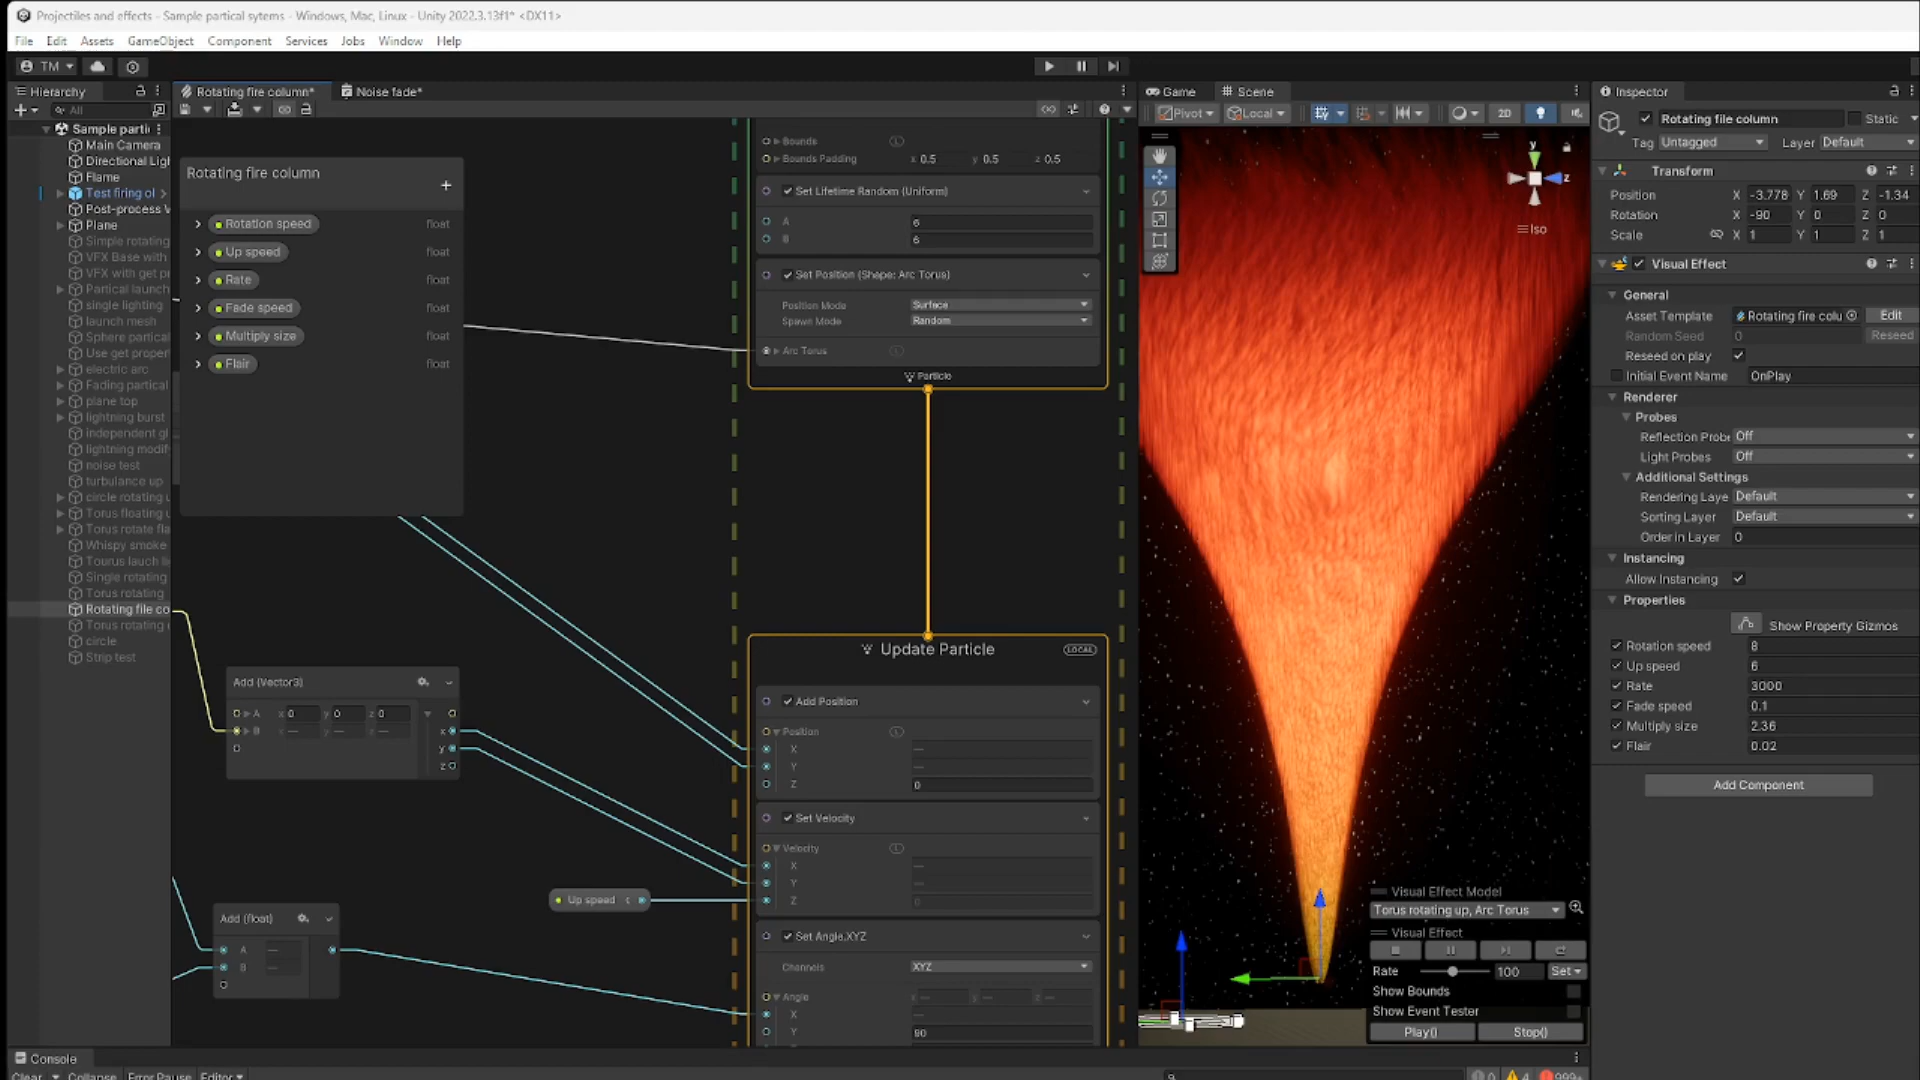 Projectiles and effects - Sample partical sytems - Windows, Mac, Linux - Unity 2022.3.13f1* <DX11>
File Edit Assets GameObject Component Services Jobs Window Help
TM
Hierarchy
All
Sample parti
Main Camera
Directional Ligh
Flame
Test firing ol
Post-process V
Plane
Simple rotating
VFX Base with
VFX with get pr
Partical launch
single lighting
launch mesh
Sphere partical
Use get proper
electric arc
Fading partical
plane top
lightning burst
independent gl
lightning modif
noise test
turbulance up
circle rotating u
Torus floating u
Torus rotate fla
Whispy smoke
Tourus lauch li
Single rotating
Torus rotating
Rotating file co
Torus rotating u
circle
Strip test
Rotating fire column*
Noise fade*
Rotating fire column
+
Rotation speed float
Up speed float
Rate float
Fade speed float
Multiply size float
Flair float
Bounds L
Bounds Padding x 0.5 y 0.5 z 0.5
Set Lifetime Random (Uniform)
A 6
B 6
Set Position (Shape: Arc Torus)
Position Mode Surface
Spawn Mode Random
Arc Torus L
Particle
Update Particle LOCAL
Add Position
Position L
X —
Y —
Z 0
Set Velocity
Velocity L
X —
Y —
Z 0
Set Angle.XYZ
Channels XYZ
Angle x — y — z —
X —
Y 90
Add (Vector3)
A x 0 y 0 z 0
B x — y — z —
x
y
z
Up speed
Add (float)
A —
B —
Game Scene
Pivot Local 2D
y
z
Iso
Visual Effect Model
Torus rotating up, Arc Torus
Visual Effect
Rate 100 Set
Show Bounds
Show Event Tester
Play() Stop()
Inspector
Rotating file column Static
Tag Untagged Layer Default
Transform
Position X -3.778 Y 1.69 Z -1.34
Rotation X -90 Y 0 Z 0
Scale X 1 Y 1 Z 1
Visual Effect
General
Asset Template Rotating fire colu Edit
Random Seed 0 Reseed
Reseed on play
Initial Event Name OnPlay
Renderer
Probes
Reflection Probe Off
Light Probes Off
Additional Settings
Rendering Laye Default
Sorting Layer Default
Order in Layer 0
Instancing
Allow Instancing
Properties
Show Property Gizmos
Rotation speed 8
Up speed 6
Rate 3000
Fade speed 0.1
Multiply size 2.36
Flair 0.02
Add Component
Console
Clear Collapse Error Pause Editor
0 4 999+